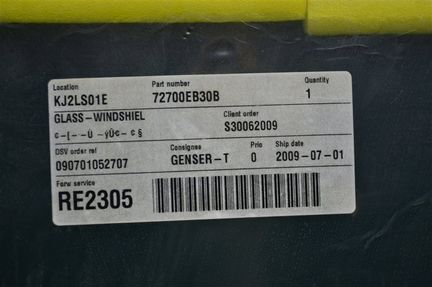 Location Part number Quantity
KJ2LS01E 72700EB30B 1
GLASS-WINDSHIEL Client order
S30062009
OSV order ref Consignee Prio Ship date
090701052707 GENSER-T 0 2009-07-01
Forw service
RE2305